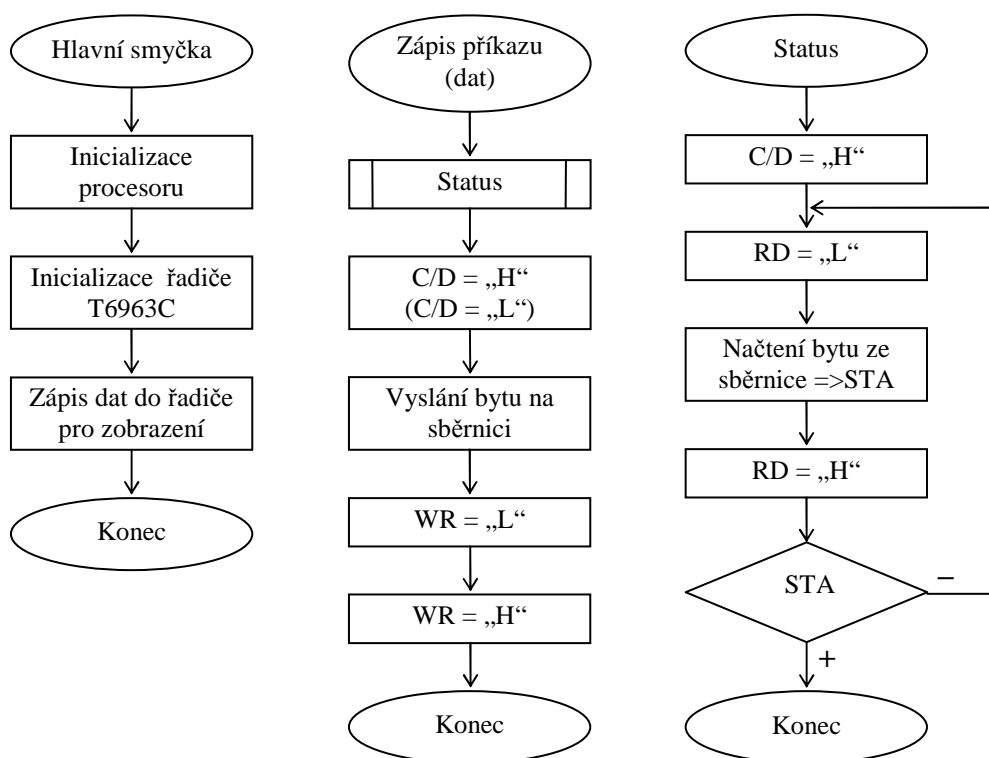 Hlavní smyčka
Inicializace
procesoru
Inicializace řadiče
T6963C
Zápis dat do řadiče
pro zobrazení
Konec
Zápis příkazu
(dat)
Status
C/D = „H“
(C/D = „L“)
Vyslání bytu na
sběrnici
WR = „L“
WR = „H“
Konec
Status
C/D = „H“
RD = „L“
Načtení bytu ze
sběrnice =>STA
RD = „H“
STA
–
+
Konec